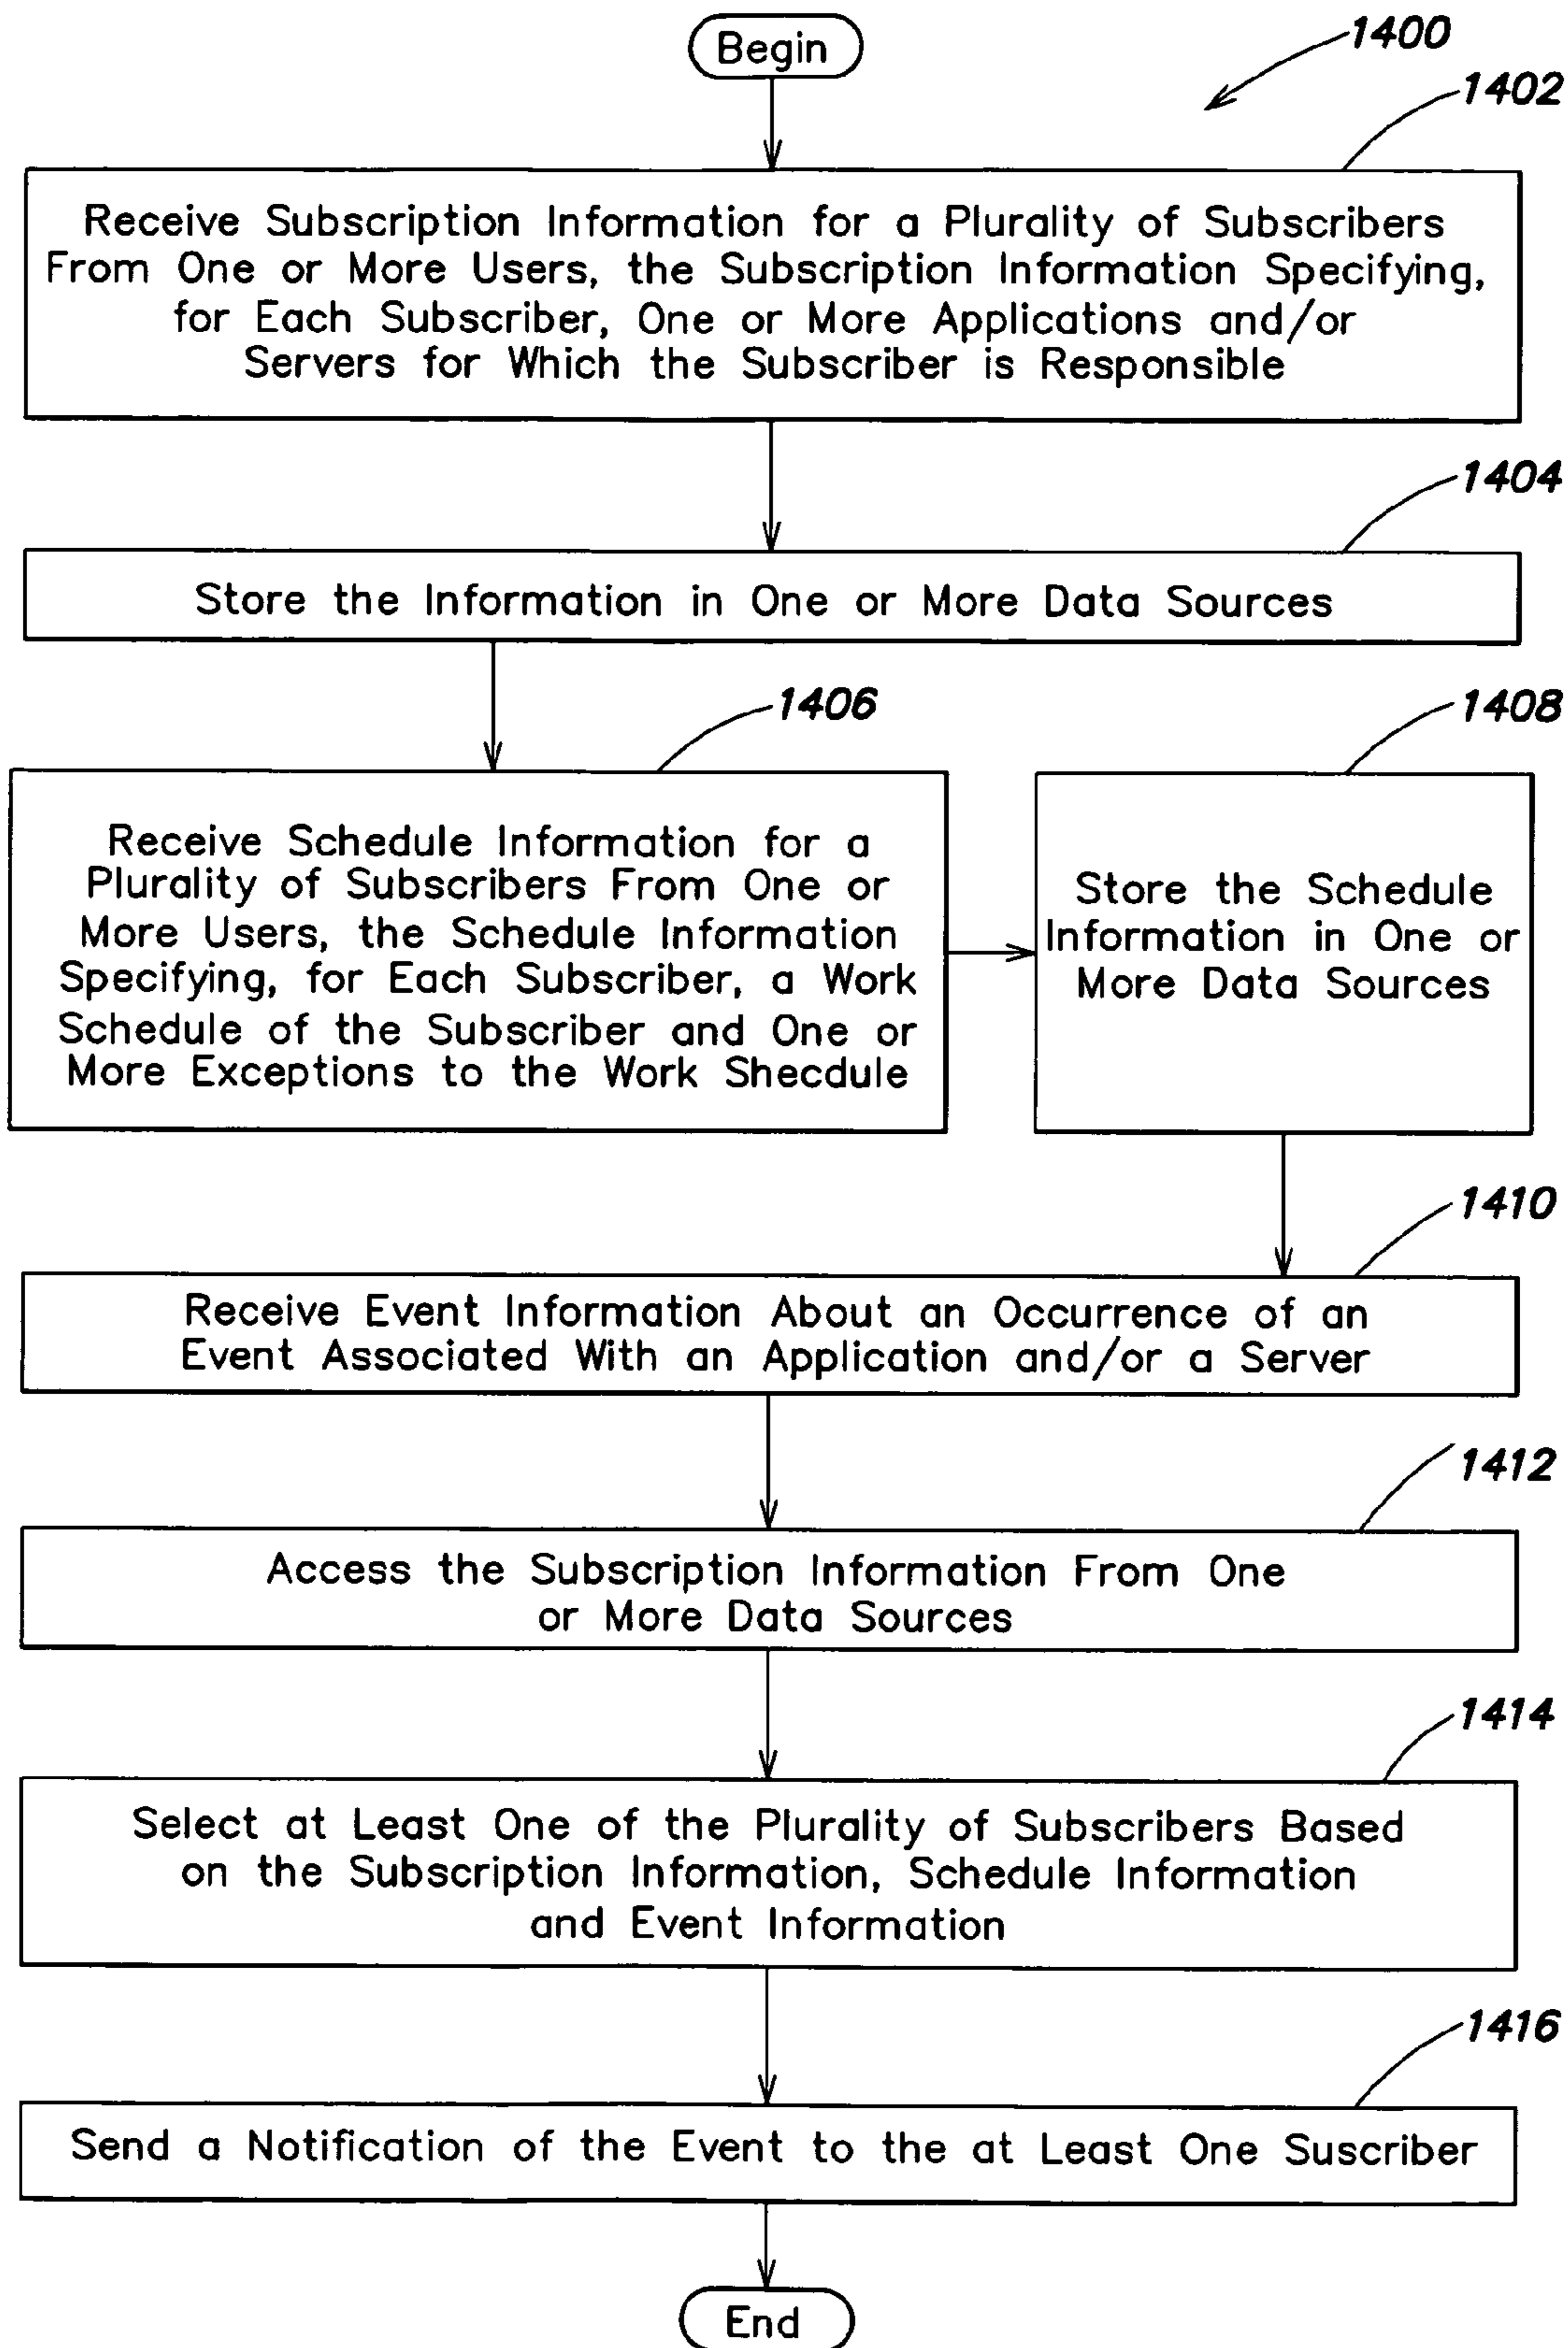 Begin
1400
1402
Receive Subscription Information for a Plurality of Subscribers
From One or More Users, the Subscription Information Specifying,
for Each Subscriber, One or More Applications and/or
Servers for Which the Subscriber is Responsible
1404
Store the Information in One or More Data Sources
1406
Receive Schedule Information for a
Plurality of Subscribers From One or
More Users, the Schedule Information
Specifying, for Each Subscriber, a Work
Schedule of the Subscriber and One or
More Exceptions to the Work Shecdule
1408
Store the Schedule
Information in One or
More Data Sources
1410
Receive Event Information About an Occurrence of an
Event Associated With an Application and/or a Server
1412
Access the Subscription Information From One
or More Data Sources
1414
Select at Least One of the Plurality of Subscribers Based
on the Subscription Information, Schedule Information
and Event Information
1416
Send a Notification of the Event to the at Least One Suscriber
End